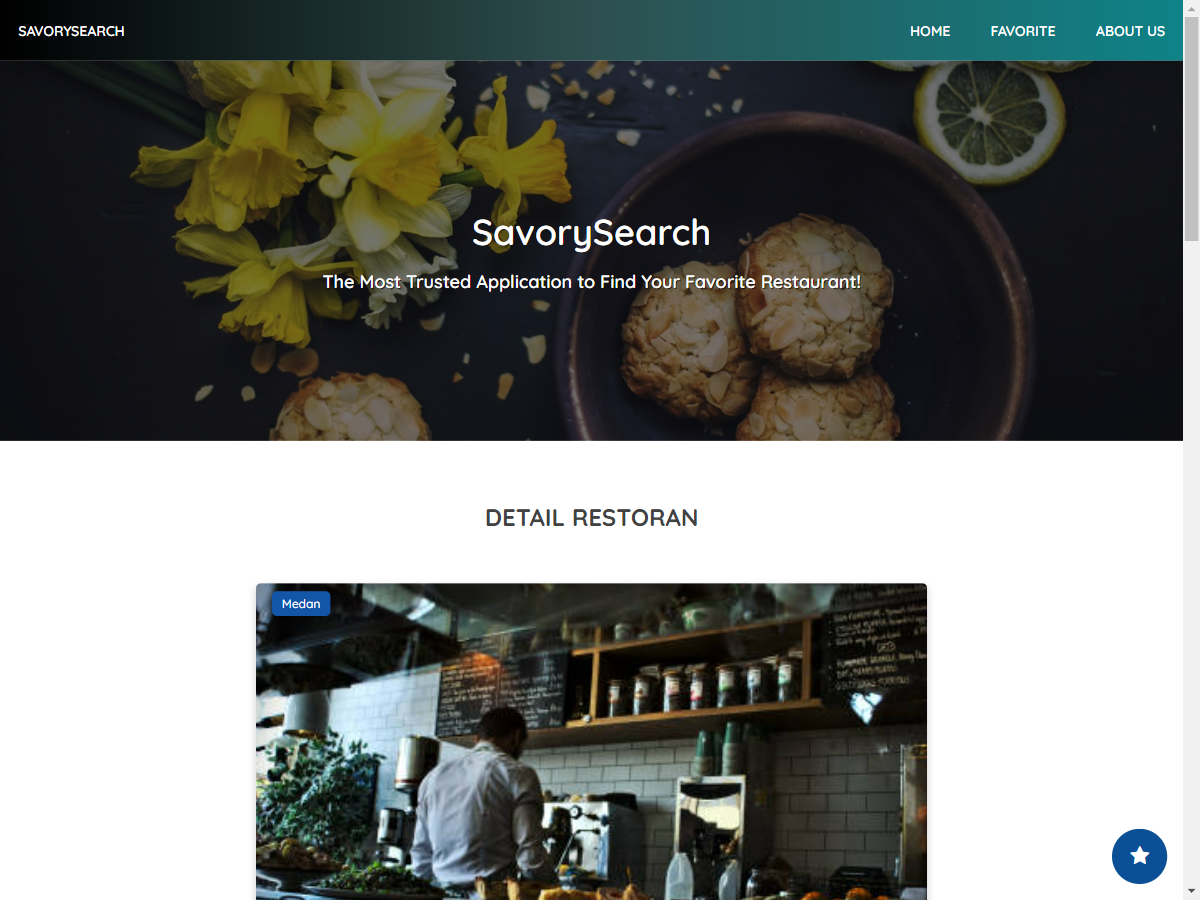 SAVORYSEARCH
HOME
FAVORITE
ABOUT US
SavorySearch
The Most Trusted Application to Find Your Favorite Restaurant!
DETAIL RESTORAN
Medan